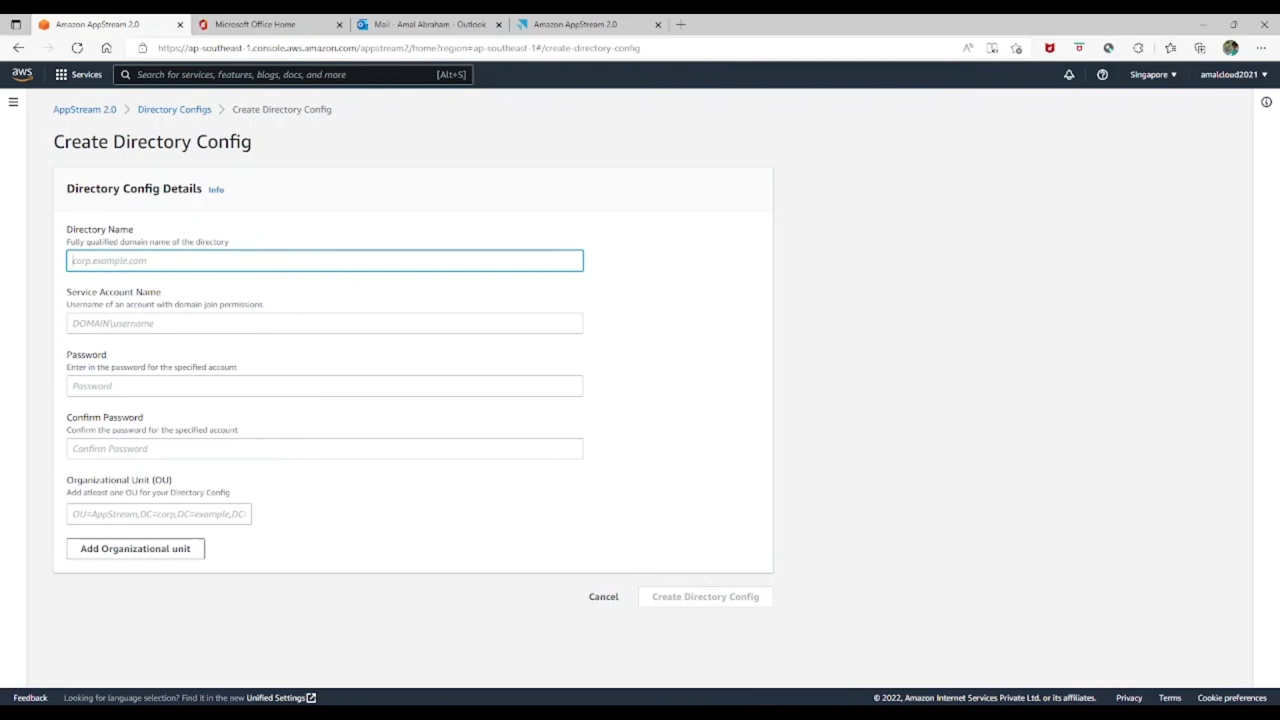 Amazon AppStream 2.0
Microsoft Office Home
Mail - Amal Abraham - Outlook
Amazon AppStream 2.0
https://ap-southeast-1.console.aws.amazon.com/appstream2/home?region=ap-southeast-1#/create-directory-config
aws
Services
Search for services, features, blogs, docs, and more
[Alt+S]
Singapore
amalcloud2021
AppStream 2.0 > Directory Configs > Create Directory Config
Create Directory Config
Directory Config Details Info
Directory Name
Fully qualified domain name of the directory
corp.example.com
Service Account Name
Username of an account with domain join permissions
DOMAIN\username
Password
Enter in the password for the specified account
Password
Confirm Password
Confirm the password for the specified account
Confirm Password
Organizational Unit (OU)
Add atleast one OU for your Directory Config
OU=AppStream,DC=corp,DC=example,DC=
Add Organizational unit
Cancel
Create Directory Config
Feedback
Looking for language selection? Find it in the new Unified Settings
© 2022, Amazon Internet Services Private Ltd. or its affiliates.
Privacy
Terms
Cookie preferences